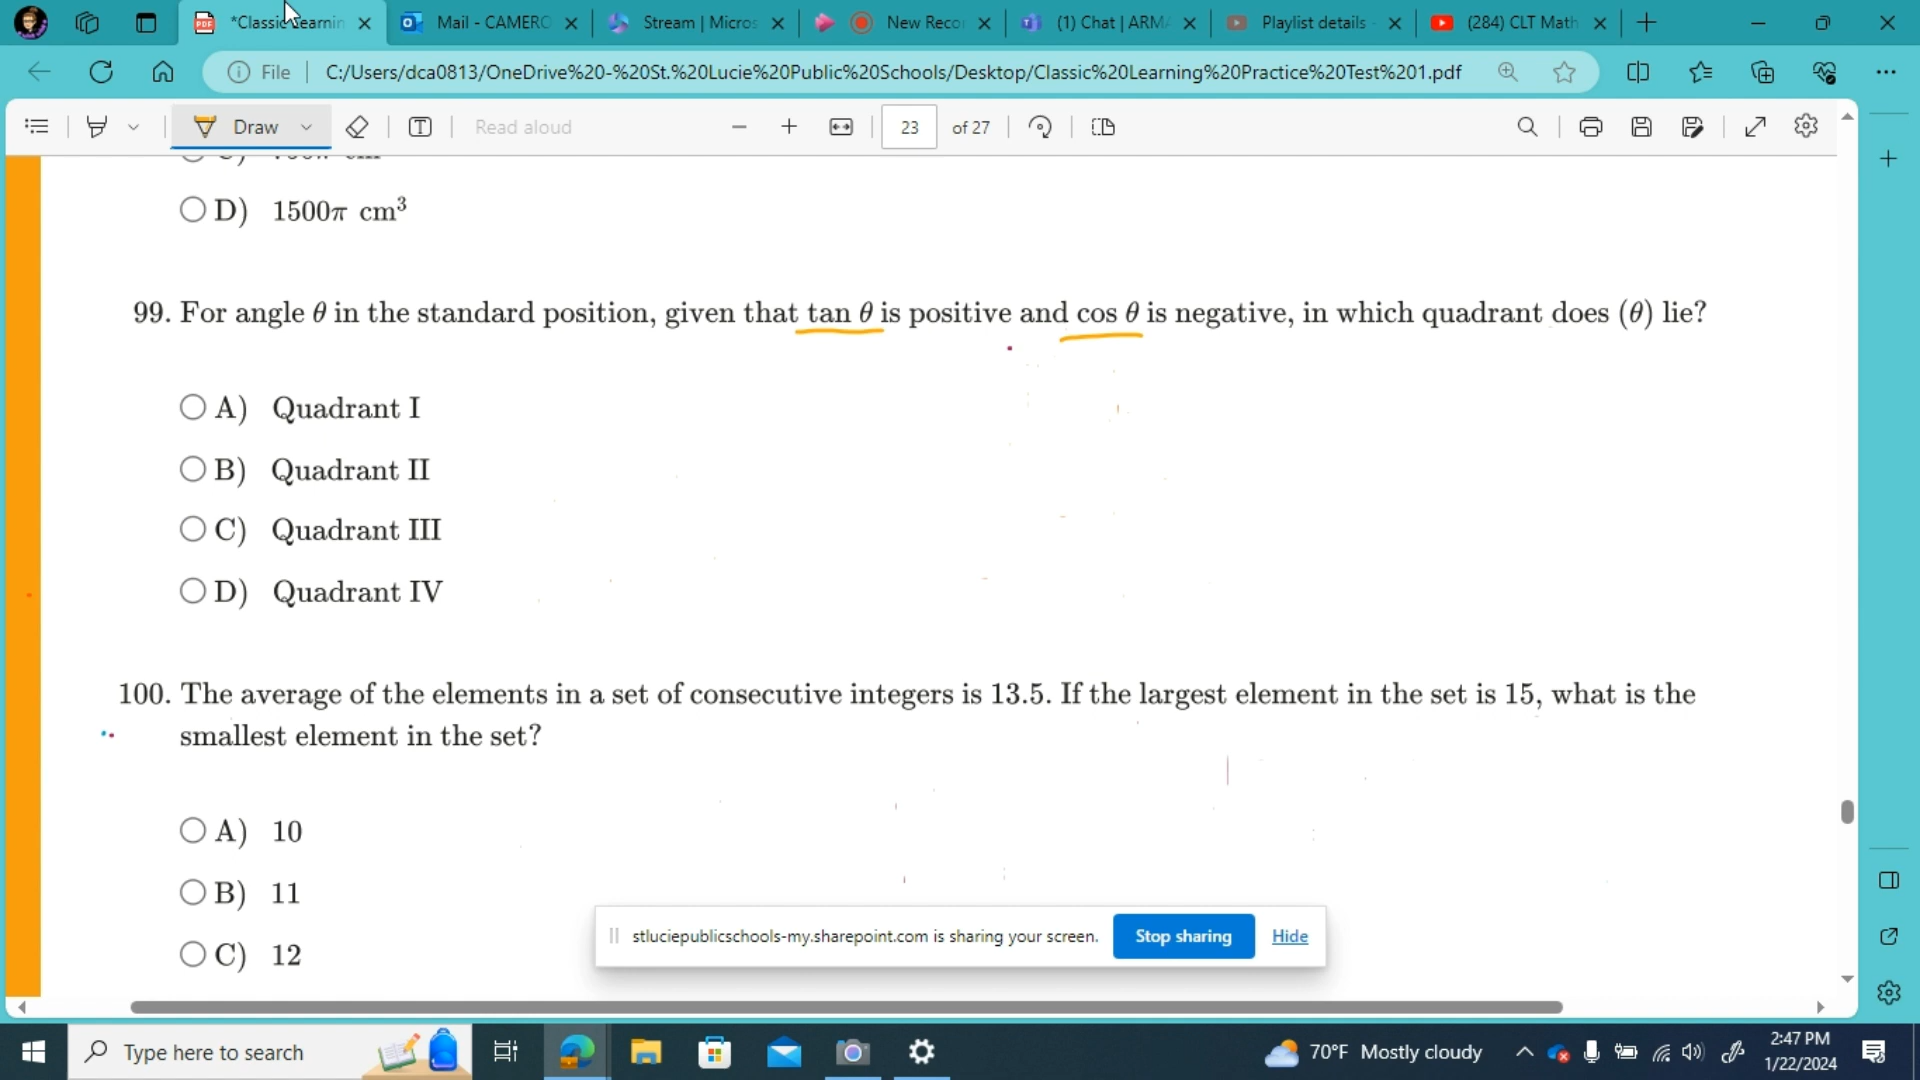 *Classic Learnin
Mail - CAMERO
Stream | Micros
New Recor
(1) Chat | ARMA
Playlist details -
(284) CLT Math
File
C:/Users/dca0813/OneDrive%20-%20St.%20Lucie%20Public%20Schools/Desktop/Classic%20Learning%20Practice%20Test%201.pdf
Draw
Read aloud
23
of 27
D) 1500π cm³
99. For angle θ in the standard position, given that tan θ is positive and cos θ is negative, in which quadrant does (θ) lie?
A) Quadrant I
B) Quadrant II
C) Quadrant III
D) Quadrant IV
100. The average of the elements in a set of consecutive integers is 13.5. If the largest element in the set is 15, what is the
smallest element in the set?
A) 10
B) 11
C) 12
stluciepublicschools-my.sharepoint.com is sharing your screen.
Stop sharing
Hide
Type here to search
70°F Mostly cloudy
2:47 PM
1/22/2024